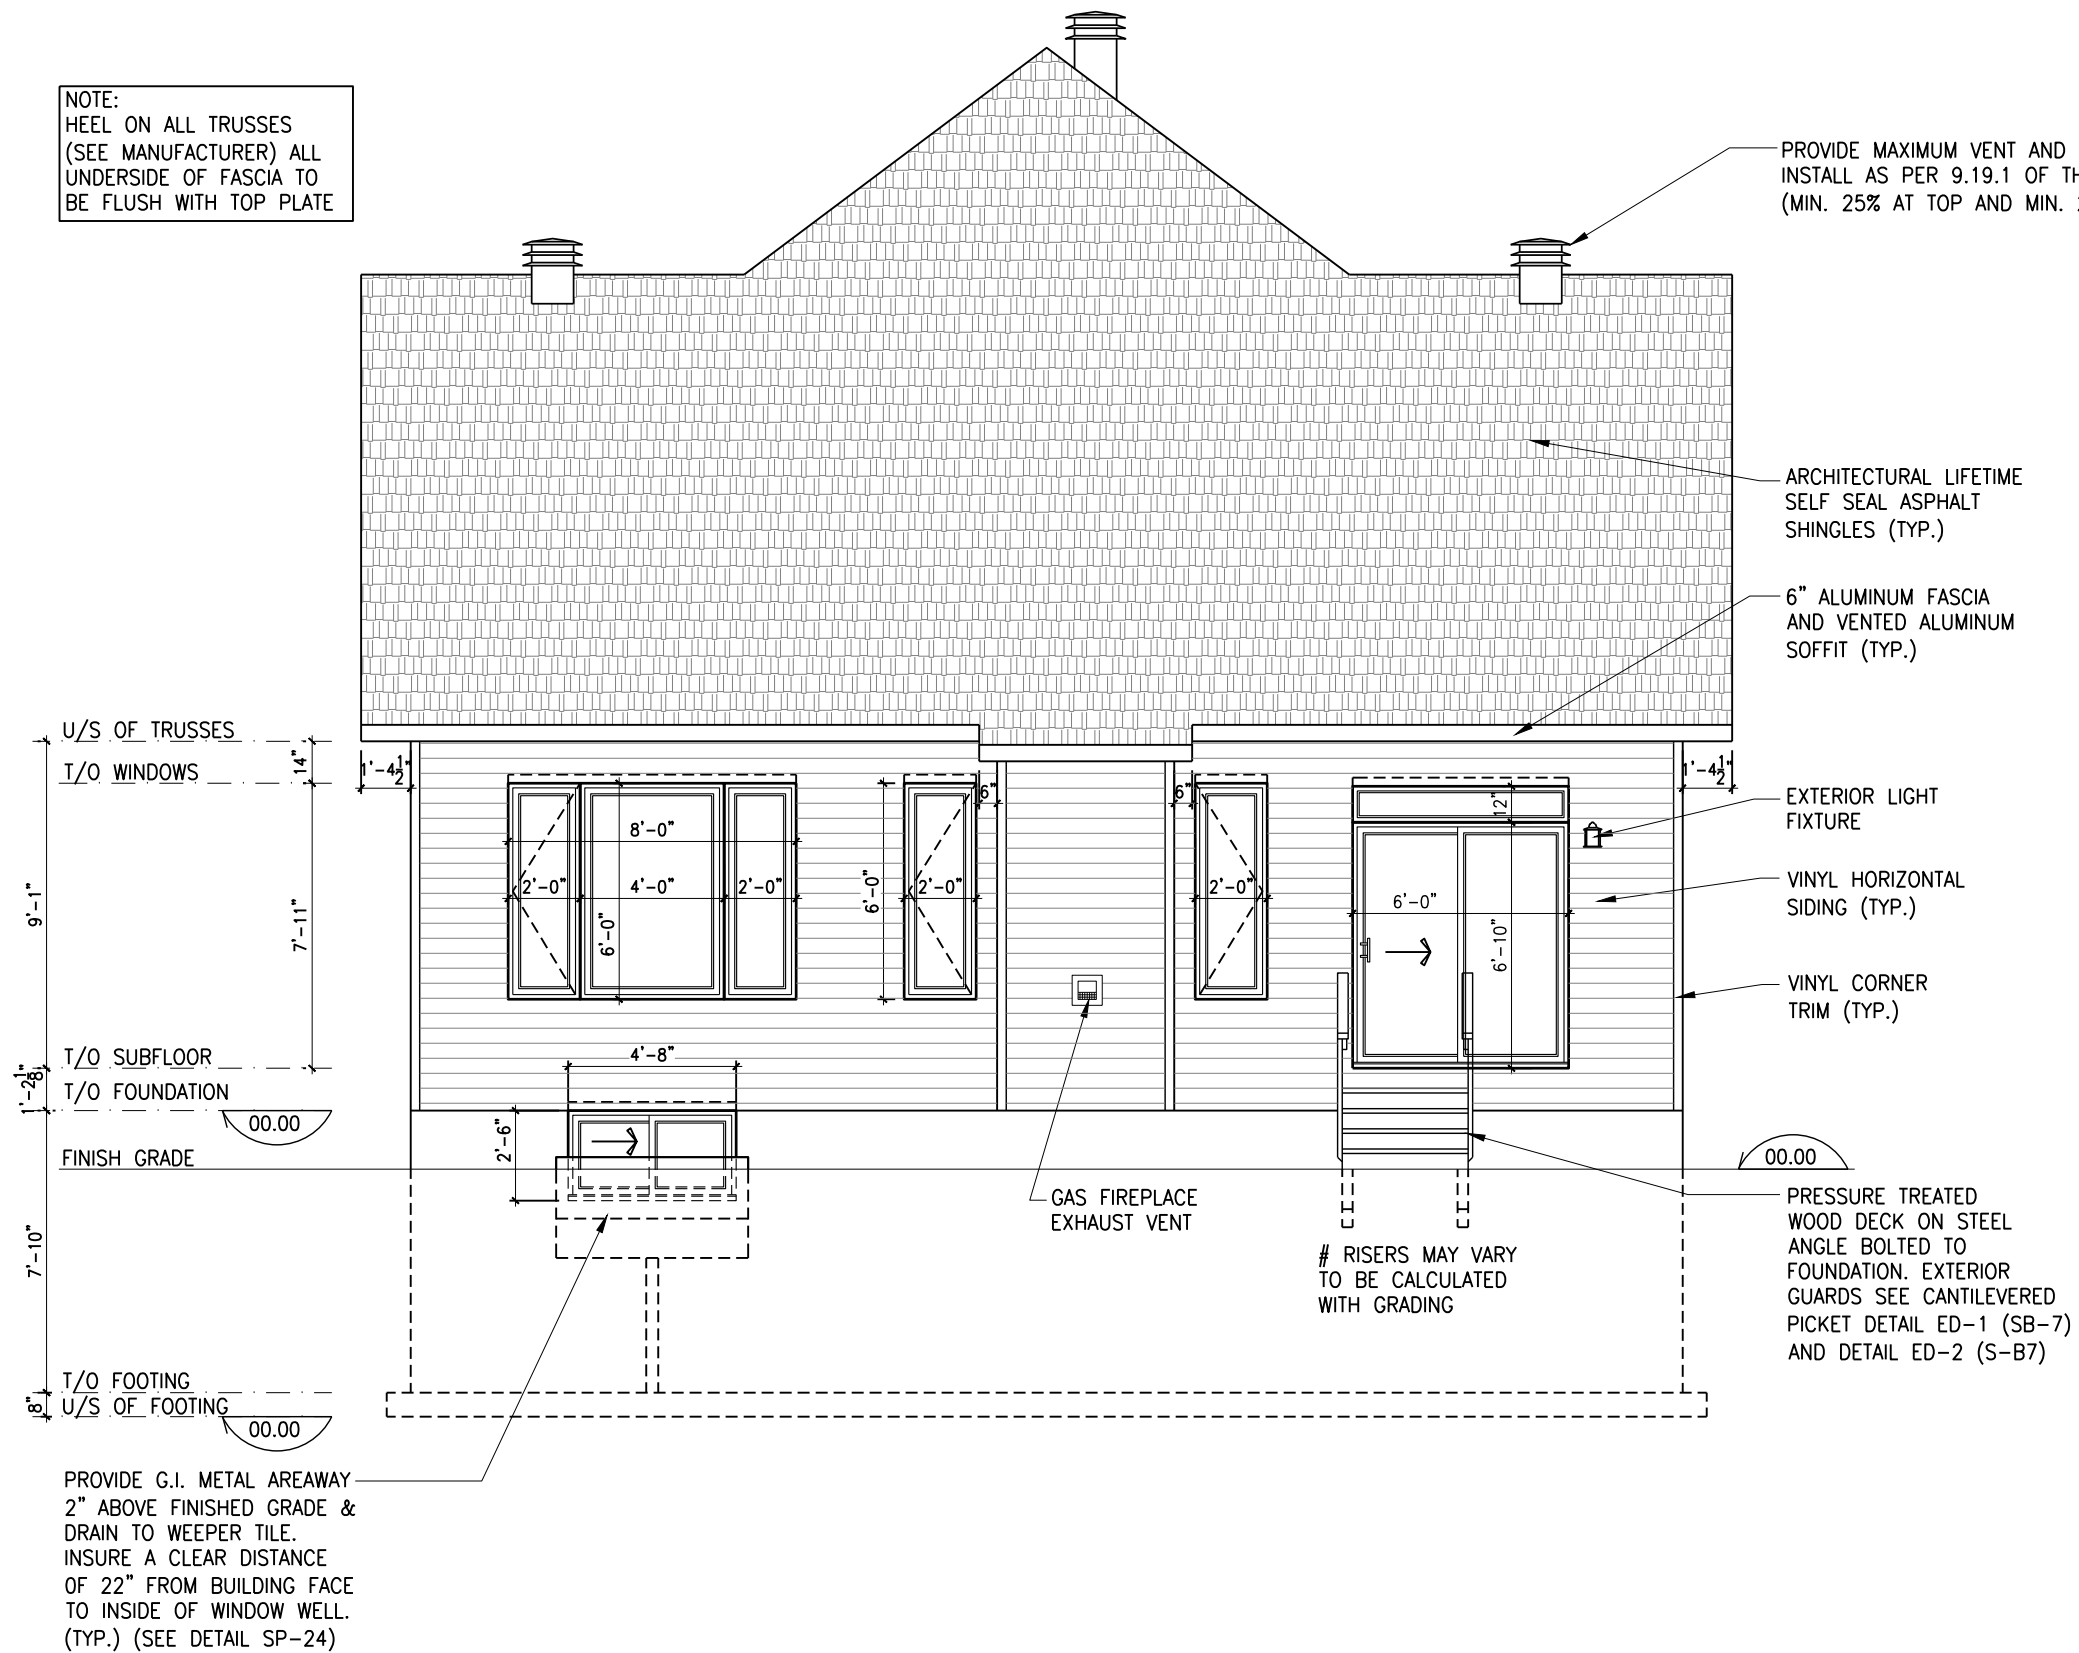 NOTE:
HEEL ON ALL TRUSSES
(SEE MANUFACTURER) ALL
UNDERSIDE OF FASCIA TO
BE FLUSH WITH TOP PLATE
PROVIDE MAXIMUM VENT AND
INSTALL AS PER 9.19.1 OF
(MIN. 25% AT TOP AND MIN.
ARCHITECTURAL LIFETIME
SELF SEAL ASPHALT
SHINGLES (TYP.)
6" ALUMINUM FASCIA
AND VENTED ALUMINUM
SOFFIT (TYP.)
U/S OF TRUSSES
T/O WINDOWS
14"
1'-4½"
6"
6"
1'-4½"
12"
EXTERIOR LIGHT
FIXTURE
8'-0"
2'-0"
4'-0"
2'-0"
6'-0"
6'-0"
2'-0"
2'-0"
6'-0"
6'-10"
VINYL HORIZONTAL
SIDING (TYP.)
9'-1"
7'-11"
VINYL CORNER
TRIM (TYP.)
T/O SUBFLOOR
4'-8"
1'-2⅛"
T/O FOUNDATION
00.00
2'-6"
FINISH GRADE
00.00
GAS FIREPLACE
EXHAUST VENT
# RISERS MAY VARY
TO BE CALCULATED
WITH GRADING
PRESSURE TREATED
WOOD DECK ON STEEL
ANGLE BOLTED TO
FOUNDATION. EXTERIOR
GUARDS SEE CANTILEVERED
PICKET DETAIL ED-1 (SB-7)
AND DETAIL ED-2 (S-B7)
7'-10"
T/O FOOTING
8"
U/S OF FOOTING
00.00
PROVIDE G.I. METAL AREAWAY
2" ABOVE FINISHED GRADE &
DRAIN TO WEEPER TILE.
INSURE A CLEAR DISTANCE
OF 22" FROM BUILDING FACE
TO INSIDE OF WINDOW WELL.
(TYP.) (SEE DETAIL SP-24)